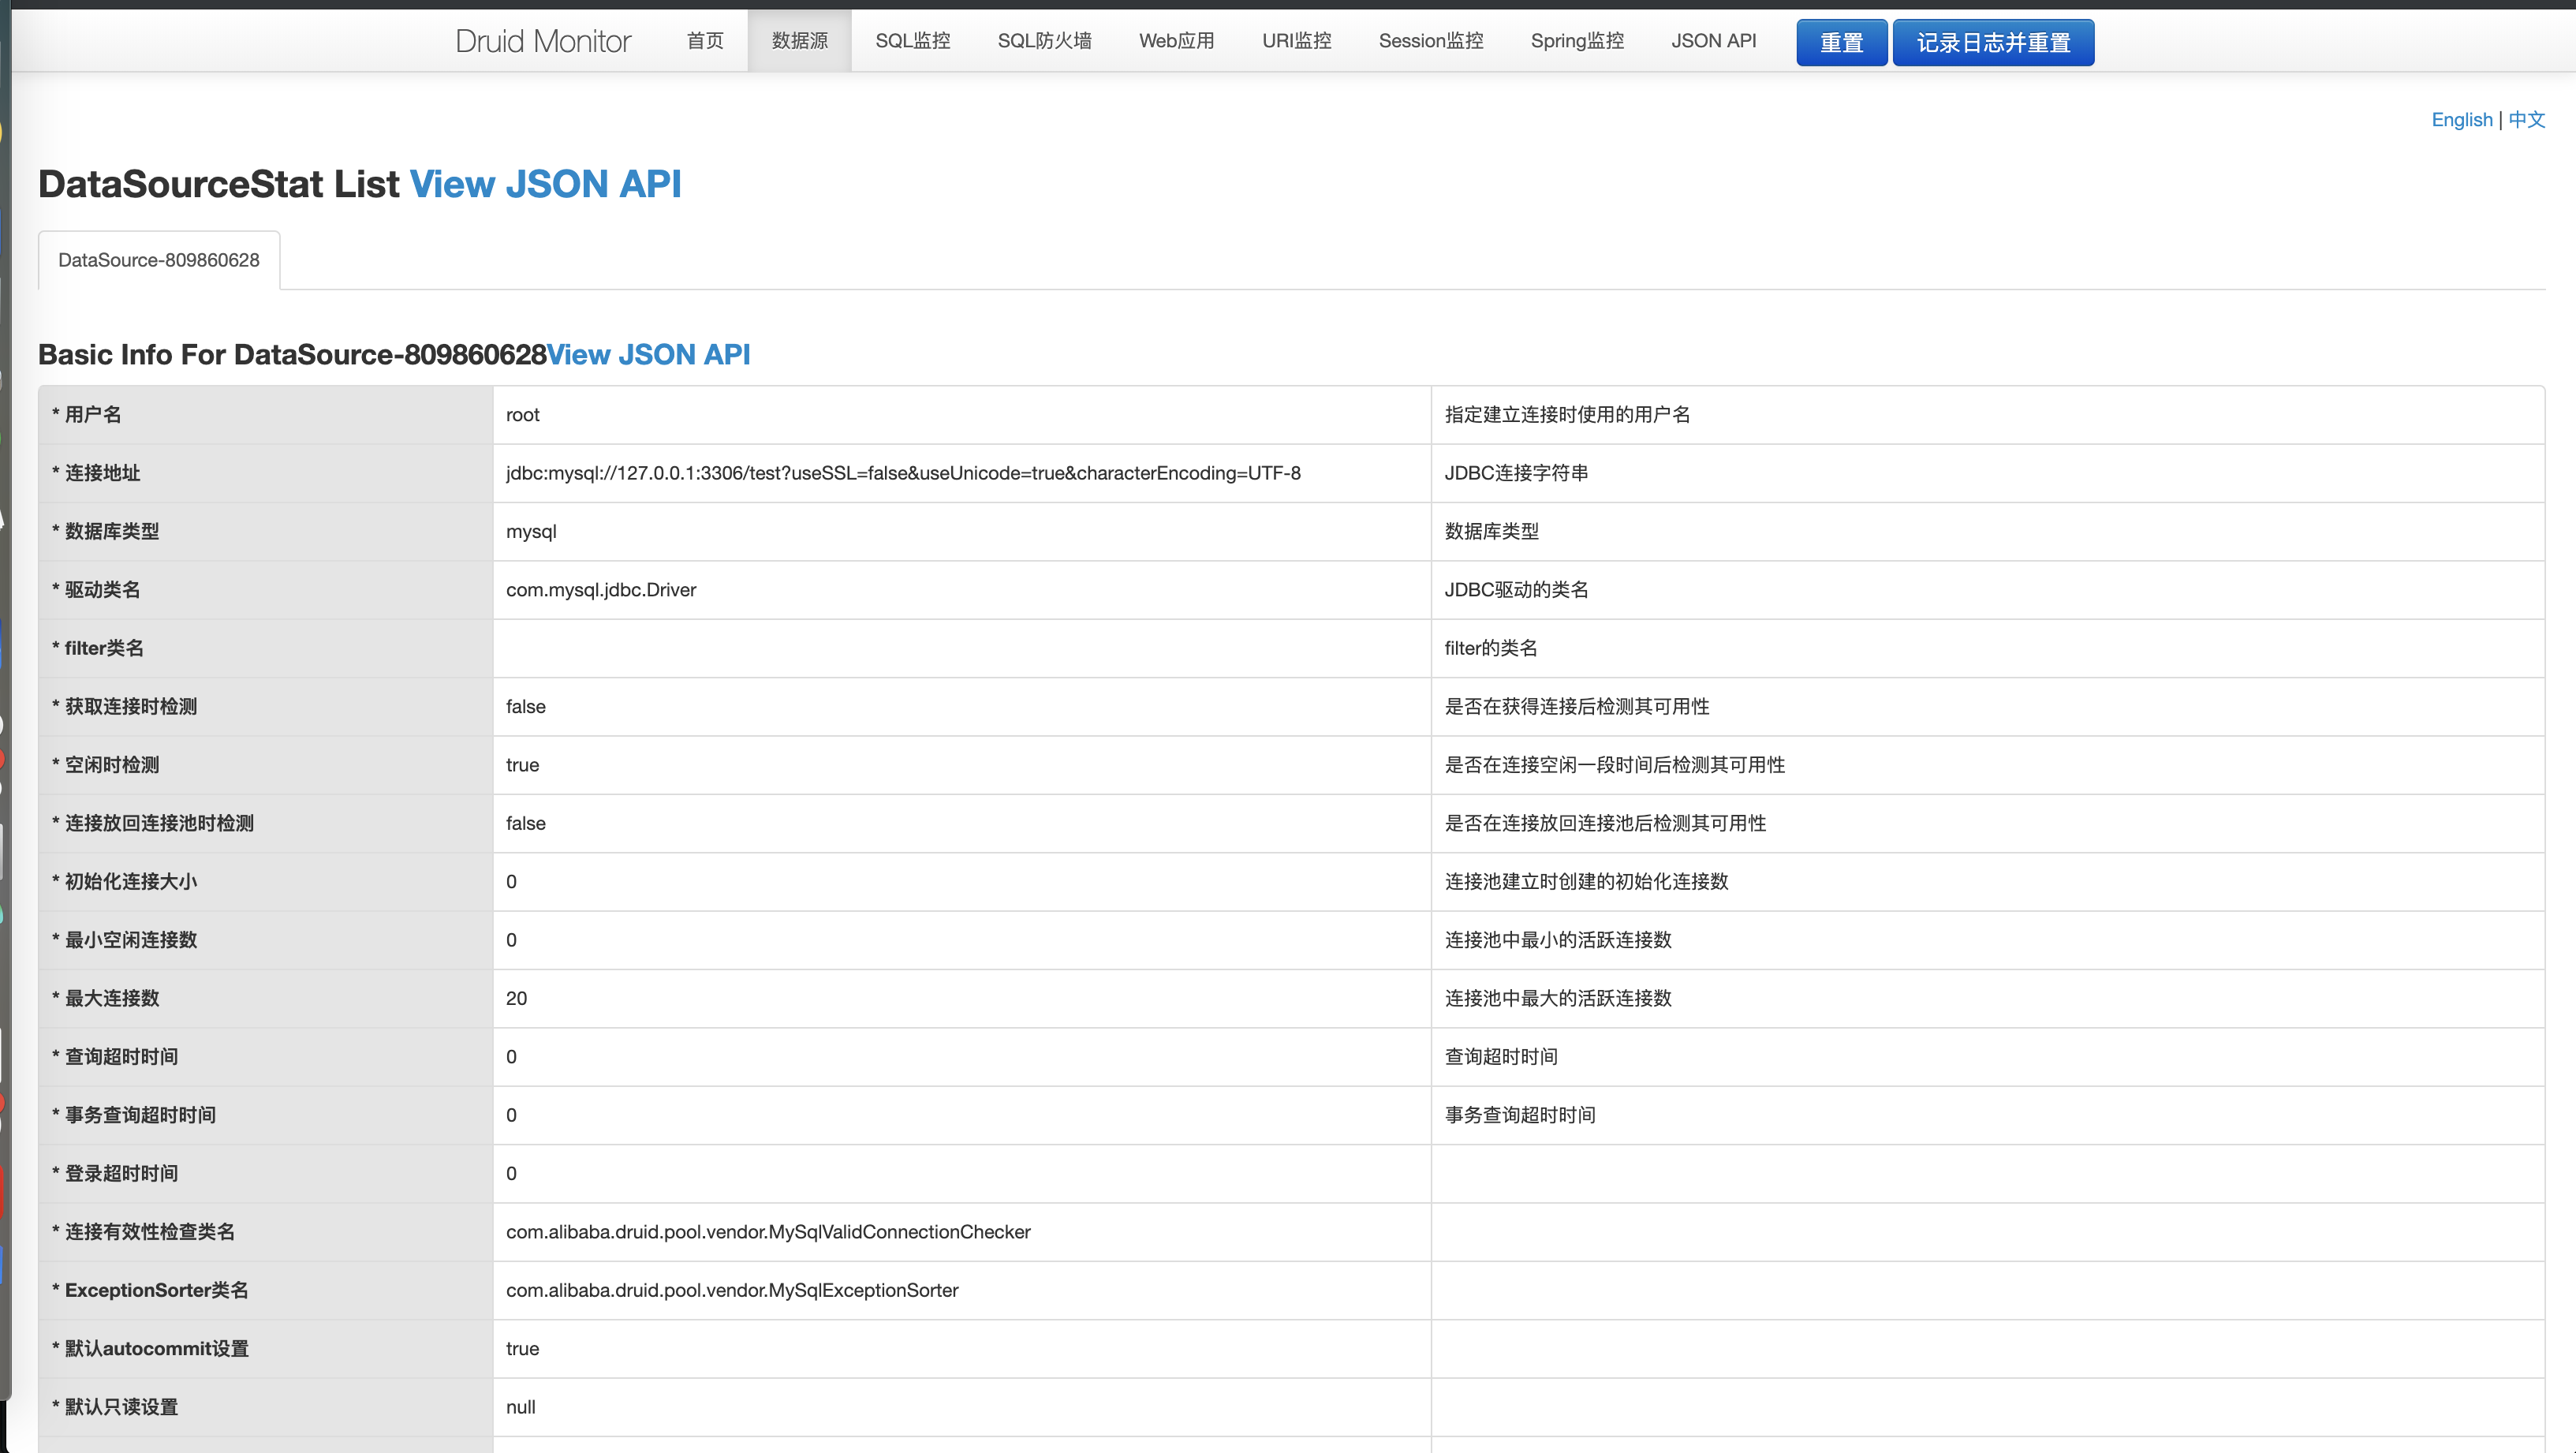 Druid Monitor 首页 数据源 SQL监控 SQL防火墙 Web应用 URI监控 Session监控 Spring监控 JSON API 重置 记录日志并重置
English | 中文
DataSourceStat List View JSON API
DataSource-809860628
Basic Info For DataSource-809860628View JSON API
* 用户名 root 指定建立连接时使用的用户名
* 连接地址 jdbc:mysql://127.0.0.1:3306/test?useSSL=false&useUnicode=true&characterEncoding=UTF-8 JDBC连接字符串
* 数据库类型 mysql 数据库类型
* 驱动类名 com.mysql.jdbc.Driver JDBC驱动的类名
* filter类名 filter的类名
* 获取连接时检测 false 是否在获得连接后检测其可用性
* 空闲时检测 true 是否在连接空闲一段时间后检测其可用性
* 连接放回连接池时检测 false 是否在连接放回连接池后检测其可用性
* 初始化连接大小 0 连接池建立时创建的初始化连接数
* 最小空闲连接数 0 连接池中最小的活跃连接数
* 最大连接数 20 连接池中最大的活跃连接数
* 查询超时时间 0 查询超时时间
* 事务查询超时时间 0 事务查询超时时间
* 登录超时时间 0
* 连接有效性检查类名 com.alibaba.druid.pool.vendor.MySqlValidConnectionChecker
* ExceptionSorter类名 com.alibaba.druid.pool.vendor.MySqlExceptionSorter
* 默认autocommit设置 true
* 默认只读设置 null